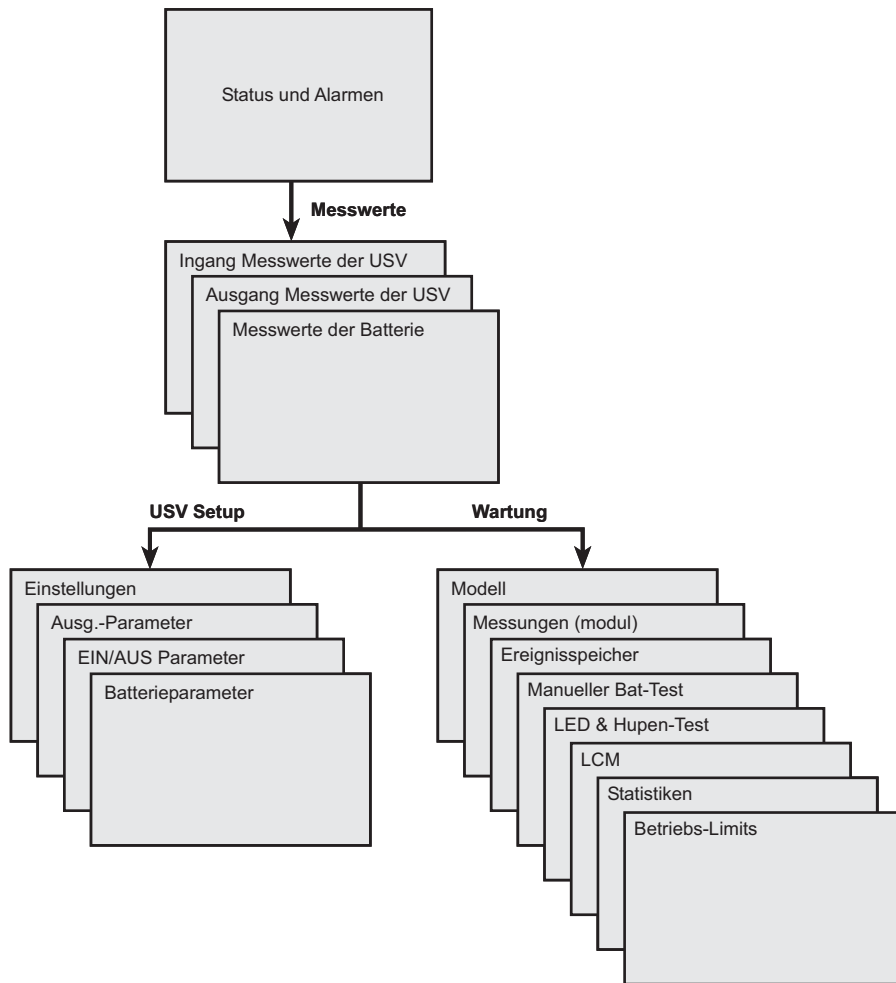 Status und Alarmen
Messwerte
Ingang Messwerte der USV
Ausgang Messwerte der USV
Messwerte der Batterie
USV Setup
Wartung
Einstellungen
Ausg.-Parameter
EIN/AUS Parameter
Batterieparameter
Modell
Messungen (modul)
Ereignisspeicher
Manueller Bat-Test
LED & Hupen-Test
LCM
Statistiken
Betriebs-Limits